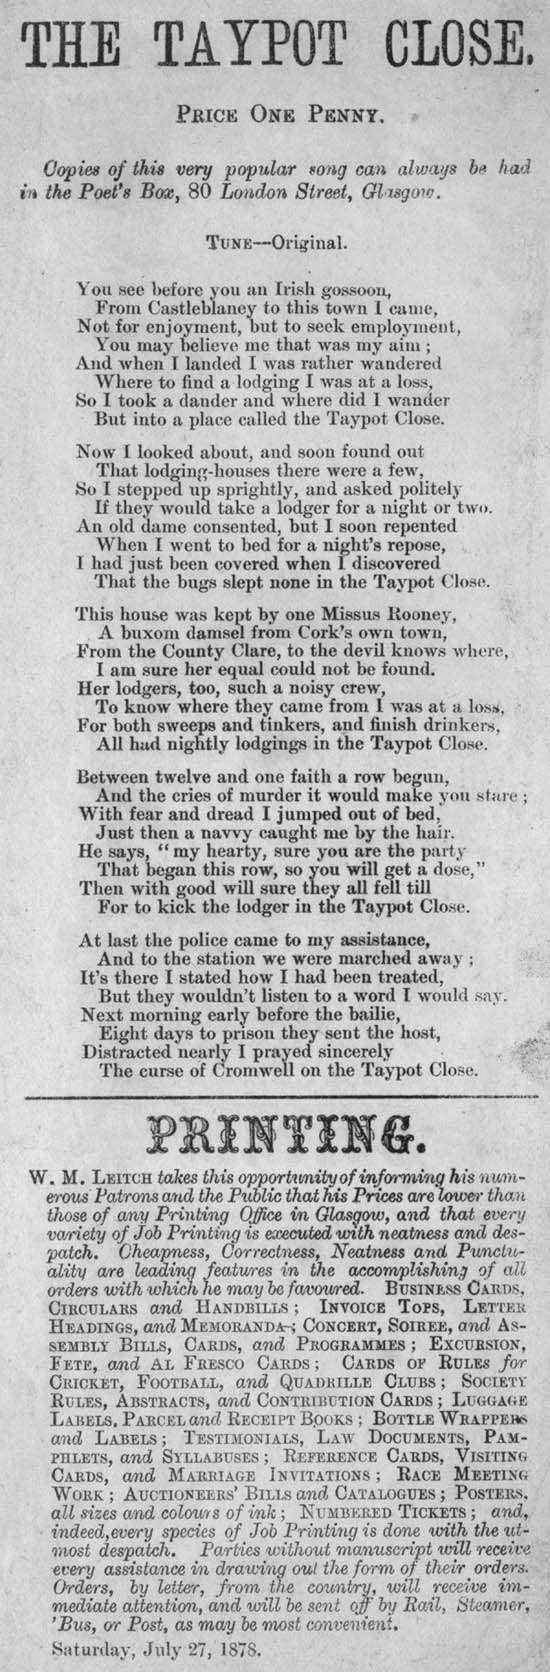 THE TAYPOT CLOSE.
PRICE ONE PENNY.
Copies of this very popular song can always be had
in the Poet's Box, 80 London Street, Glasgow.
TUNE—Original.
You see before you an Irish gossoon,
From Castleblaney to this town I came,
Not for enjoyment, but to seek employment,
You may believe me that was my aim ;
And when I landed I was rather wandered
Where to find a lodging I was at a loss,
So I took a dander and where did I wander
But into a place called the Taypot Close.
Now I looked about, and soon found out
That lodging-houses there were a few,
So I stepped up sprightly, and asked politely
If they would take a lodger for a night or two.
An old dame consented, but I soon repented
When I went to bed for a night's repose,
I had just been covered when I discovered
That the bugs slept none in the Taypot Close.
This house was kept by one Missus Rooney,
A buxom damsel from Cork's own town,
From the County Clare, to the devil knows where,
I am sure her equal could not be found.
Her lodgers, too, such a noisy crew,
To know where they came from I was at a loss,
For both sweeps and tinkers, and finish drinkers,
All had nightly lodgings in the Taypot Close.
Between twelve and one faith a row begun,
And the cries of murder it would make you stare ;
With fear and dread I jumped out of bed,
Just then a navvy caught me by the hair.
He says, "my hearty, sure you are the party
That began this row, so you will get a dose,"
Then with good will sure they all fell till
For to kick the lodger in the Taypot Close.
At last the police came to my assistance,
And to the station we were marched away ;
It's there I stated how I had been treated,
But they wouldn't listen to a word I would say.
Next morning early before the bailie,
Eight days to prison they sent the host,
Distracted nearly I prayed sincerely
The curse of Cromwell on the Taypot Close.
PRINTING.
W. M. LEITCH takes this opportunity of informing his num-
erous Patrons and the Public that his Prices are lower than
those of any Printing Office in Glasgow, and that every
variety of Job Printing is executed with neatness and des-
patch. Cheapness, Correctness, Neatness and Punctu-
ality are leading features in the accomplishing of all
orders with which he may be favoured. BUSINESS CARDS,
CIRCULARS and HANDBILLS ; INVOICE TOPS, LETTER
HEADINGS, and MEMORANDA ; CONCERT, SOIREE, and AS-
SEMBLY BILLS, CARDS, and PROGRAMMES ; EXCURSION,
FETE, and AL FRESCO CARDS ; CARDS OF RULES for
CRICKET, FOOTBALL, and QUADRILLE CLUBS ; SOCIETY
RULES, ABSTRACTS, and CONTRIBUTION CARDS ; LUGGAGE
LABELS, PARCEL and RECEIPT BOOKS ; BOTTLE WRAPPERS
and LABELS ; TESTIMONIALS, LAW DOCUMENTS, PAM-
PHLETS, and SYLLABUSES ; REFERENCE CARDS, VISITING
CARDS, and MARRIAGE INVITATIONS ; RACE MEETING
WORK ; AUCTIONEERS' BILLS and CATALOGUES ; POSTERS,
all sizes and colours of ink ; NUMBERED TICKETS ; and,
indeed, every species of Job Printing is done with the ut-
most despatch. Parties without manuscript will receive
every assistance in drawing out the form of their orders.
Orders, by letter, from the country, will receive im-
mediate attention, and will be sent off by Rail, Steamer,
'Bus, or Post, as may be most convenient.
Saturday, July 27, 1878.